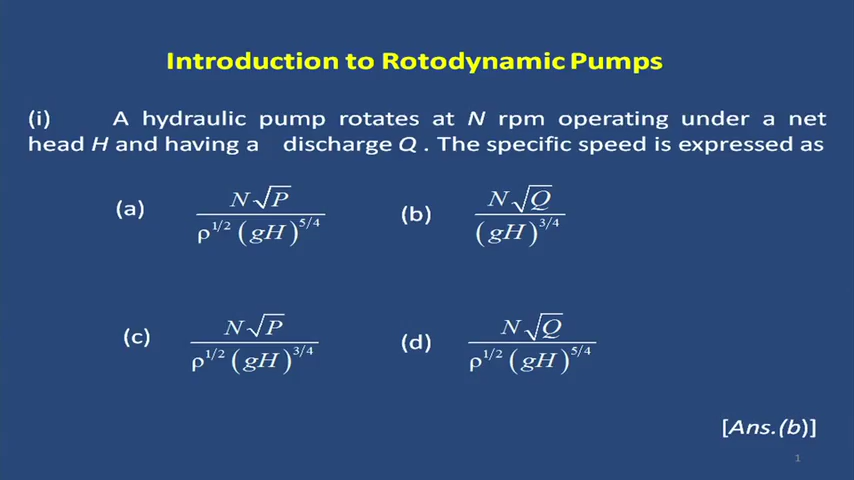 Introduction to Rotodynamic Pumps
(i) A hydraulic pump rotates at N rpm operating under a net
head H and having a discharge Q . The specific speed is expressed as
(a) N√P / ρ^1/2 (gH)^5/4 (b) N√Q / (gH)^3/4
(c) N√P / ρ^1/2 (gH)^3/4 (d) N√Q / ρ^1/2 (gH)^5/4
[Ans.(b)]
1